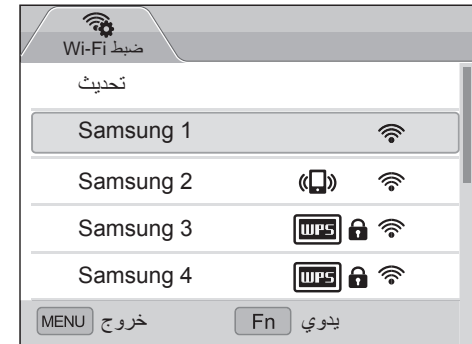 ضبط Wi-Fi
تحديث
Samsung 1
Samsung 2
Samsung 3 WPS
Samsung 4 WPS
MENU خروج Fn يدوي